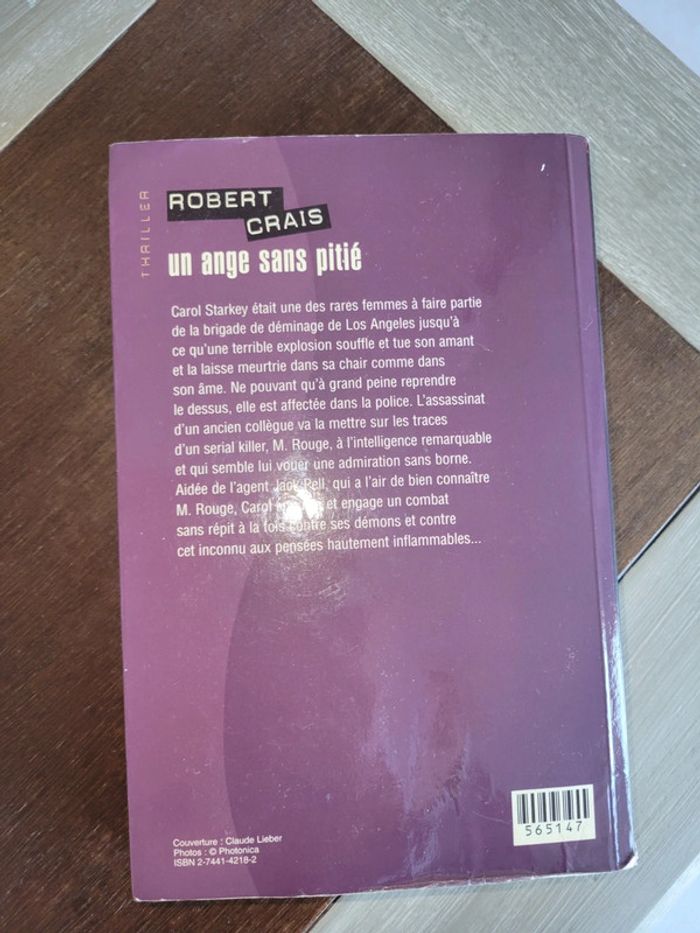 THRILLER
ROBERT
CRAIS
un ange sans pitié
Carol Starkey était une des rares femmes à faire partie
de la brigade de déminage de Los Angeles jusqu'à
ce qu'une terrible explosion souffle et tue son amant
et la laisse meurtrie dans sa chair comme dans
son âme. Ne pouvant qu'à grand peine reprendre
le dessus, elle est affectée dans la police. L'assassinat
d'un ancien collègue va la mettre sur les traces
d'un serial killer, M. Rouge, à l'intelligence remarquable
et qui semble lui vouer une admiration sans borne.
Aidée de l'agent Jack Pell, qui a l'air de bien connaître
M. Rouge, Carol et engage un combat
sans répit à la fois contre ses démons et contre
cet inconnu aux pensées hautement inflammables...
Couverture : Claude Lieber
Photos : © Photonica
ISBN 2-7441-4218-2
565147